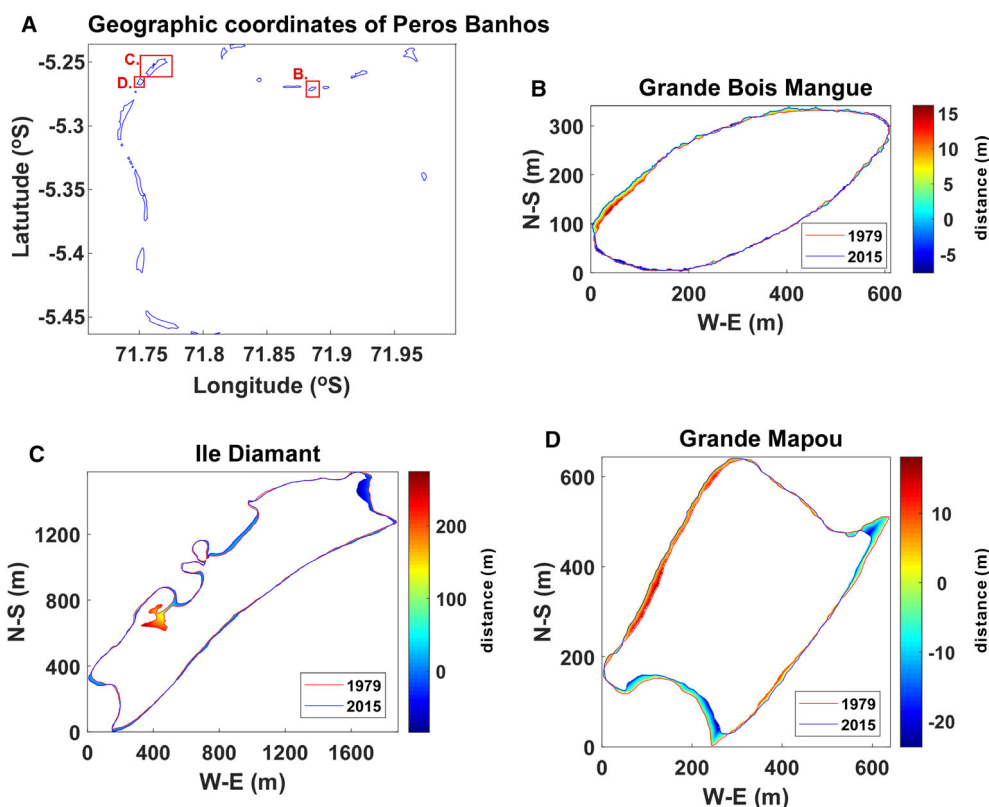 A Geographic coordinates of Peros Banhos
-5.25
-5.3
-5.35
-5.4
-5.45
Latutude (ºS)
71.75 71.8 71.85 71.9 71.95
Longitude (ºS)
C.
D.
B.
B Grande Bois Mangue
300
200
100
0
N-S (m)
0 200 400 600
W-E (m)
1979
2015
15
10
5
0
-5
distance (m)
C Ile Diamant
1200
800
400
0
N-S (m)
0 400 800 1200 1600
W-E (m)
1979
2015
200
100
0
distance (m)
D Grande Mapou
600
400
200
0
N-S (m)
0 200 400 600
W-E (m)
1979
2015
10
0
-10
-20
distance (m)